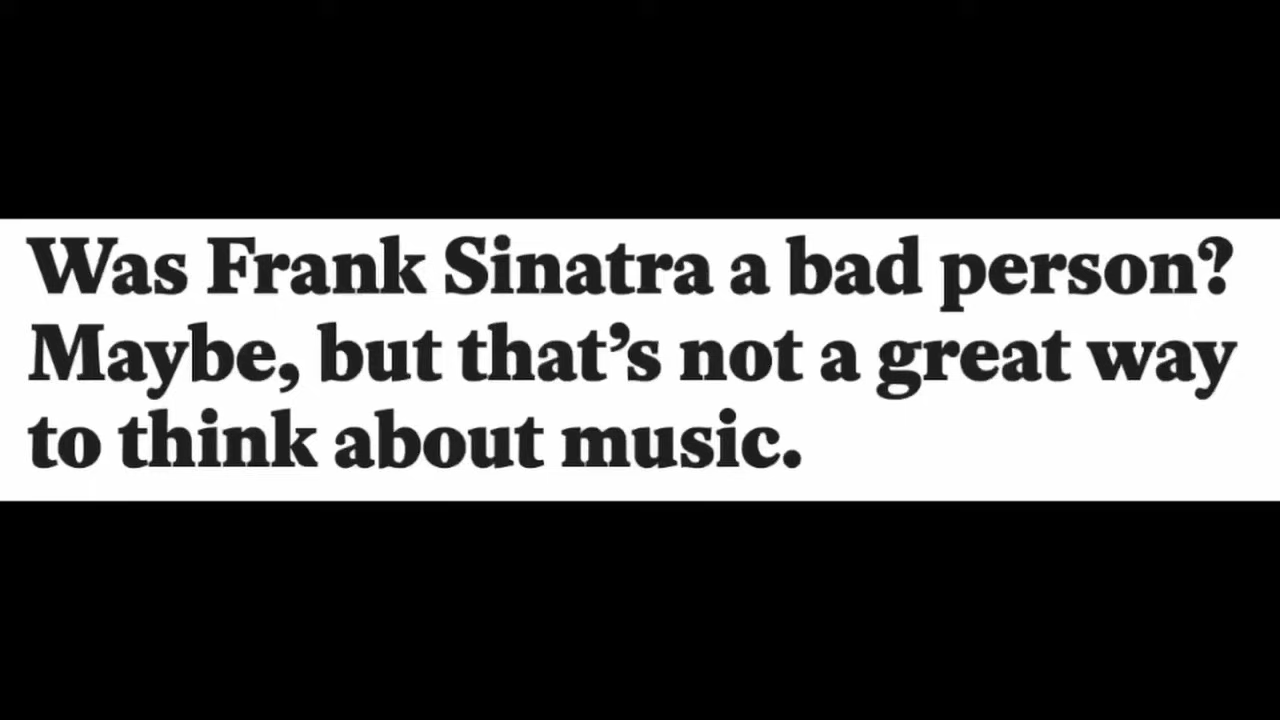 Was Frank Sinatra a bad person?
Maybe, but that’s not a great way
to think about music.